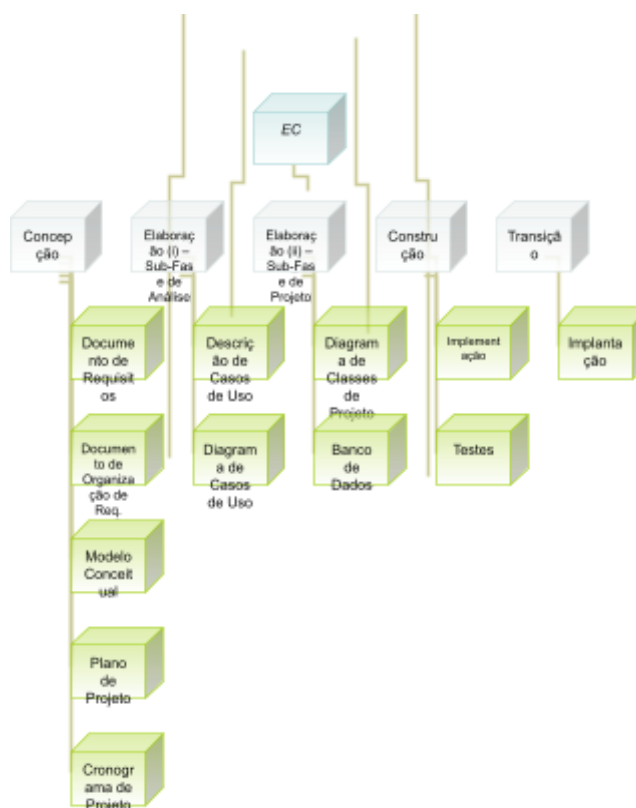 EC
Concep
ção
Elaboraç
ão (i) –
Sub-Fas
e de
Análise
Elaboraç
ão (ii) –
Sub-Fas
e de
Projeto
Constru
ção
Transiçã
o
Docume
nto de
Requisit
os
Descriç
ão de
Casos
de Uso
Diagram
a de
Classes
de
Projeto
Implement
ação
Implanta
ção
Docume
nto de
Organiza
ção de
Req.
Diagram
a de
Casos
de Uso
Banco
de
Dados
Testes
Modelo
Conceit
ual
Plano
de
Projeto
Cronogr
ama de
Projeto